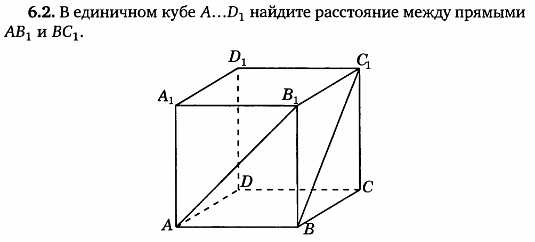 6.2. В единичном кубе A...D₁ найдите расстояние между прямыми
AB₁ и BC₁.
D₁
C₁
A₁
B₁
D
C
A
B